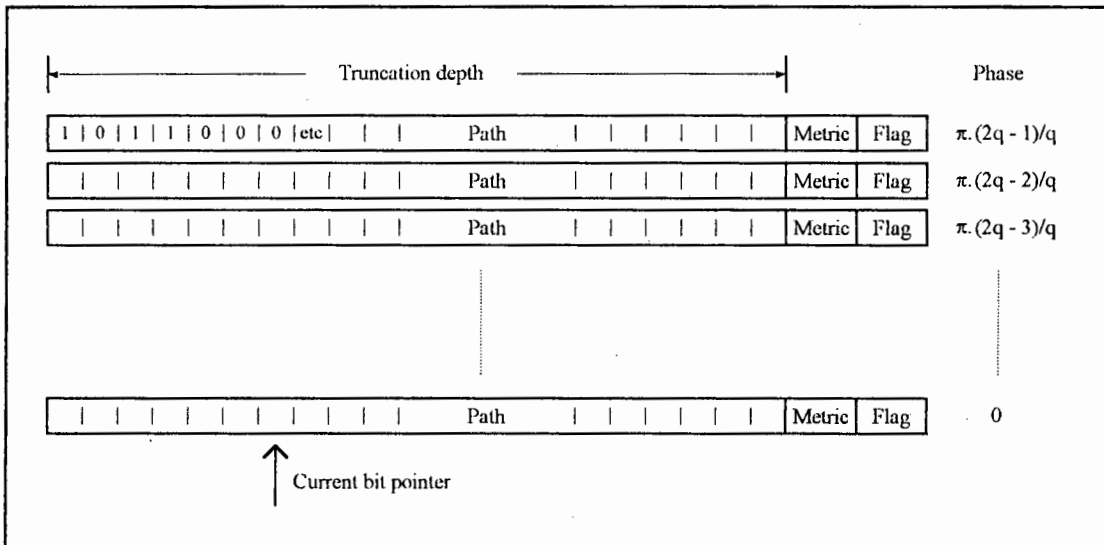 Truncation depth Phase
1 | 0 | 1 | 1 | 0 | 0 | 0 | etc | | | Path | | | | | | Metric Flag π.(2q - 1)/q
| | | | | | | | | | Path | | | | | | Metric Flag π.(2q - 2)/q
| | | | | | | | | | Path | | | | | | Metric Flag π.(2q - 3)/q
| | | | | | | | | | Path | | | | | | Metric Flag 0
Current bit pointer